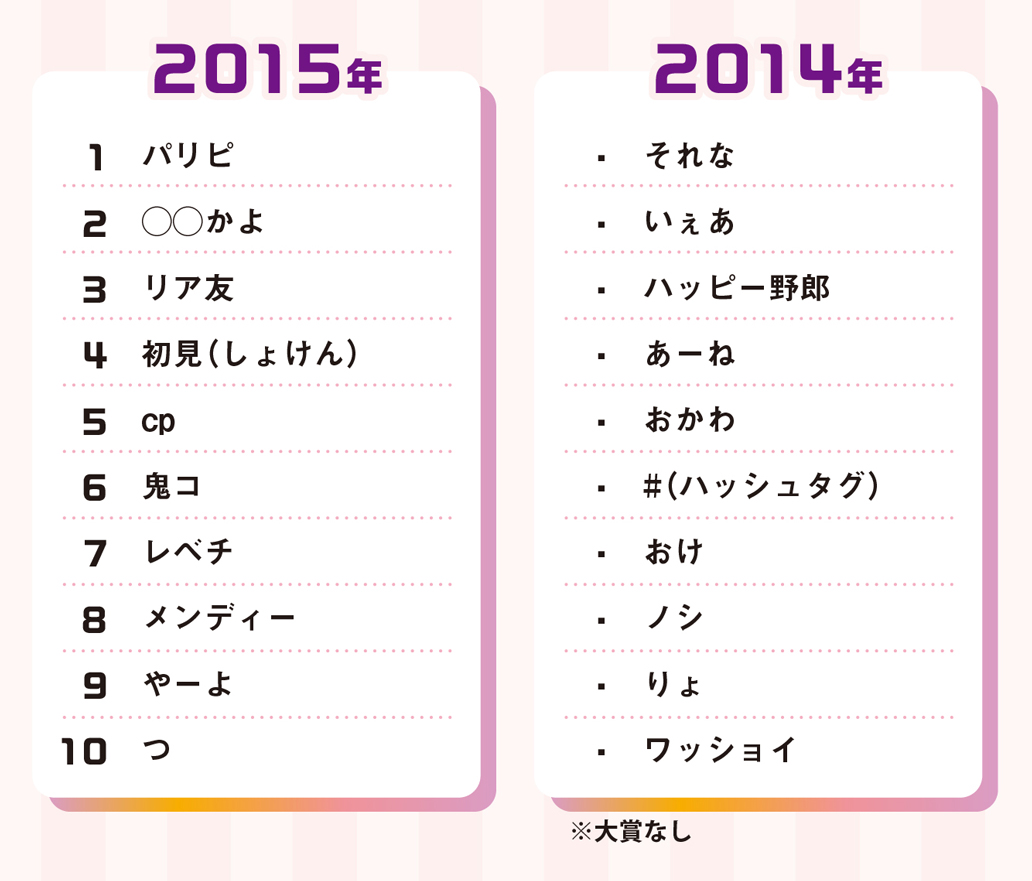 2015年
1 パリピ
2 ◯◯かよ
3 リア友
4 初見(しょけん)
5 cp
6 鬼コ
7 レベチ
8 メンディー
9 やーよ
10 つ
2014年
・ それな
・ いぇあ
・ ハッピー野郎
・ あーね
・ おかわ
・ #(ハッシュタグ)
・ おけ
・ ノシ
・ りょ
・ ワッショイ
※大賞なし